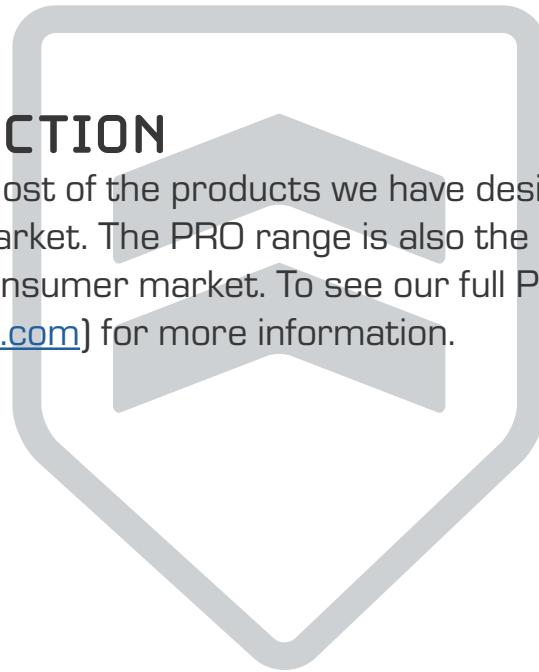 CTION
ost of the products we have desi
arket. The PRO range is also the
nsumer market. To see our full P
.com) for more information.